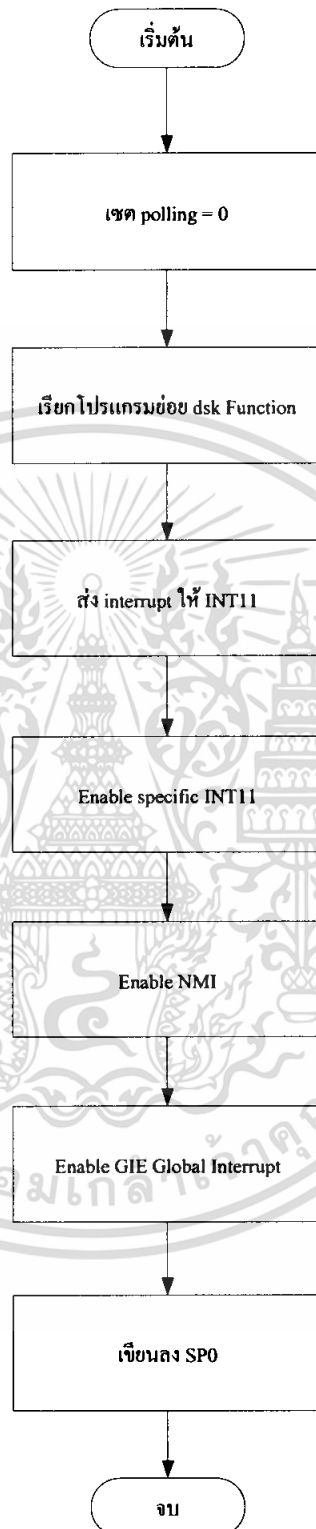 เริ่มต้น
เซต polling = 0
เรียกโปรแกรมย่อย dsk Function
ส่ง interrupt ให้ INT11
Enable specific INT11
Enable NMI
Enable GIE Global Interrupt
เขียนลง SP0
จบ